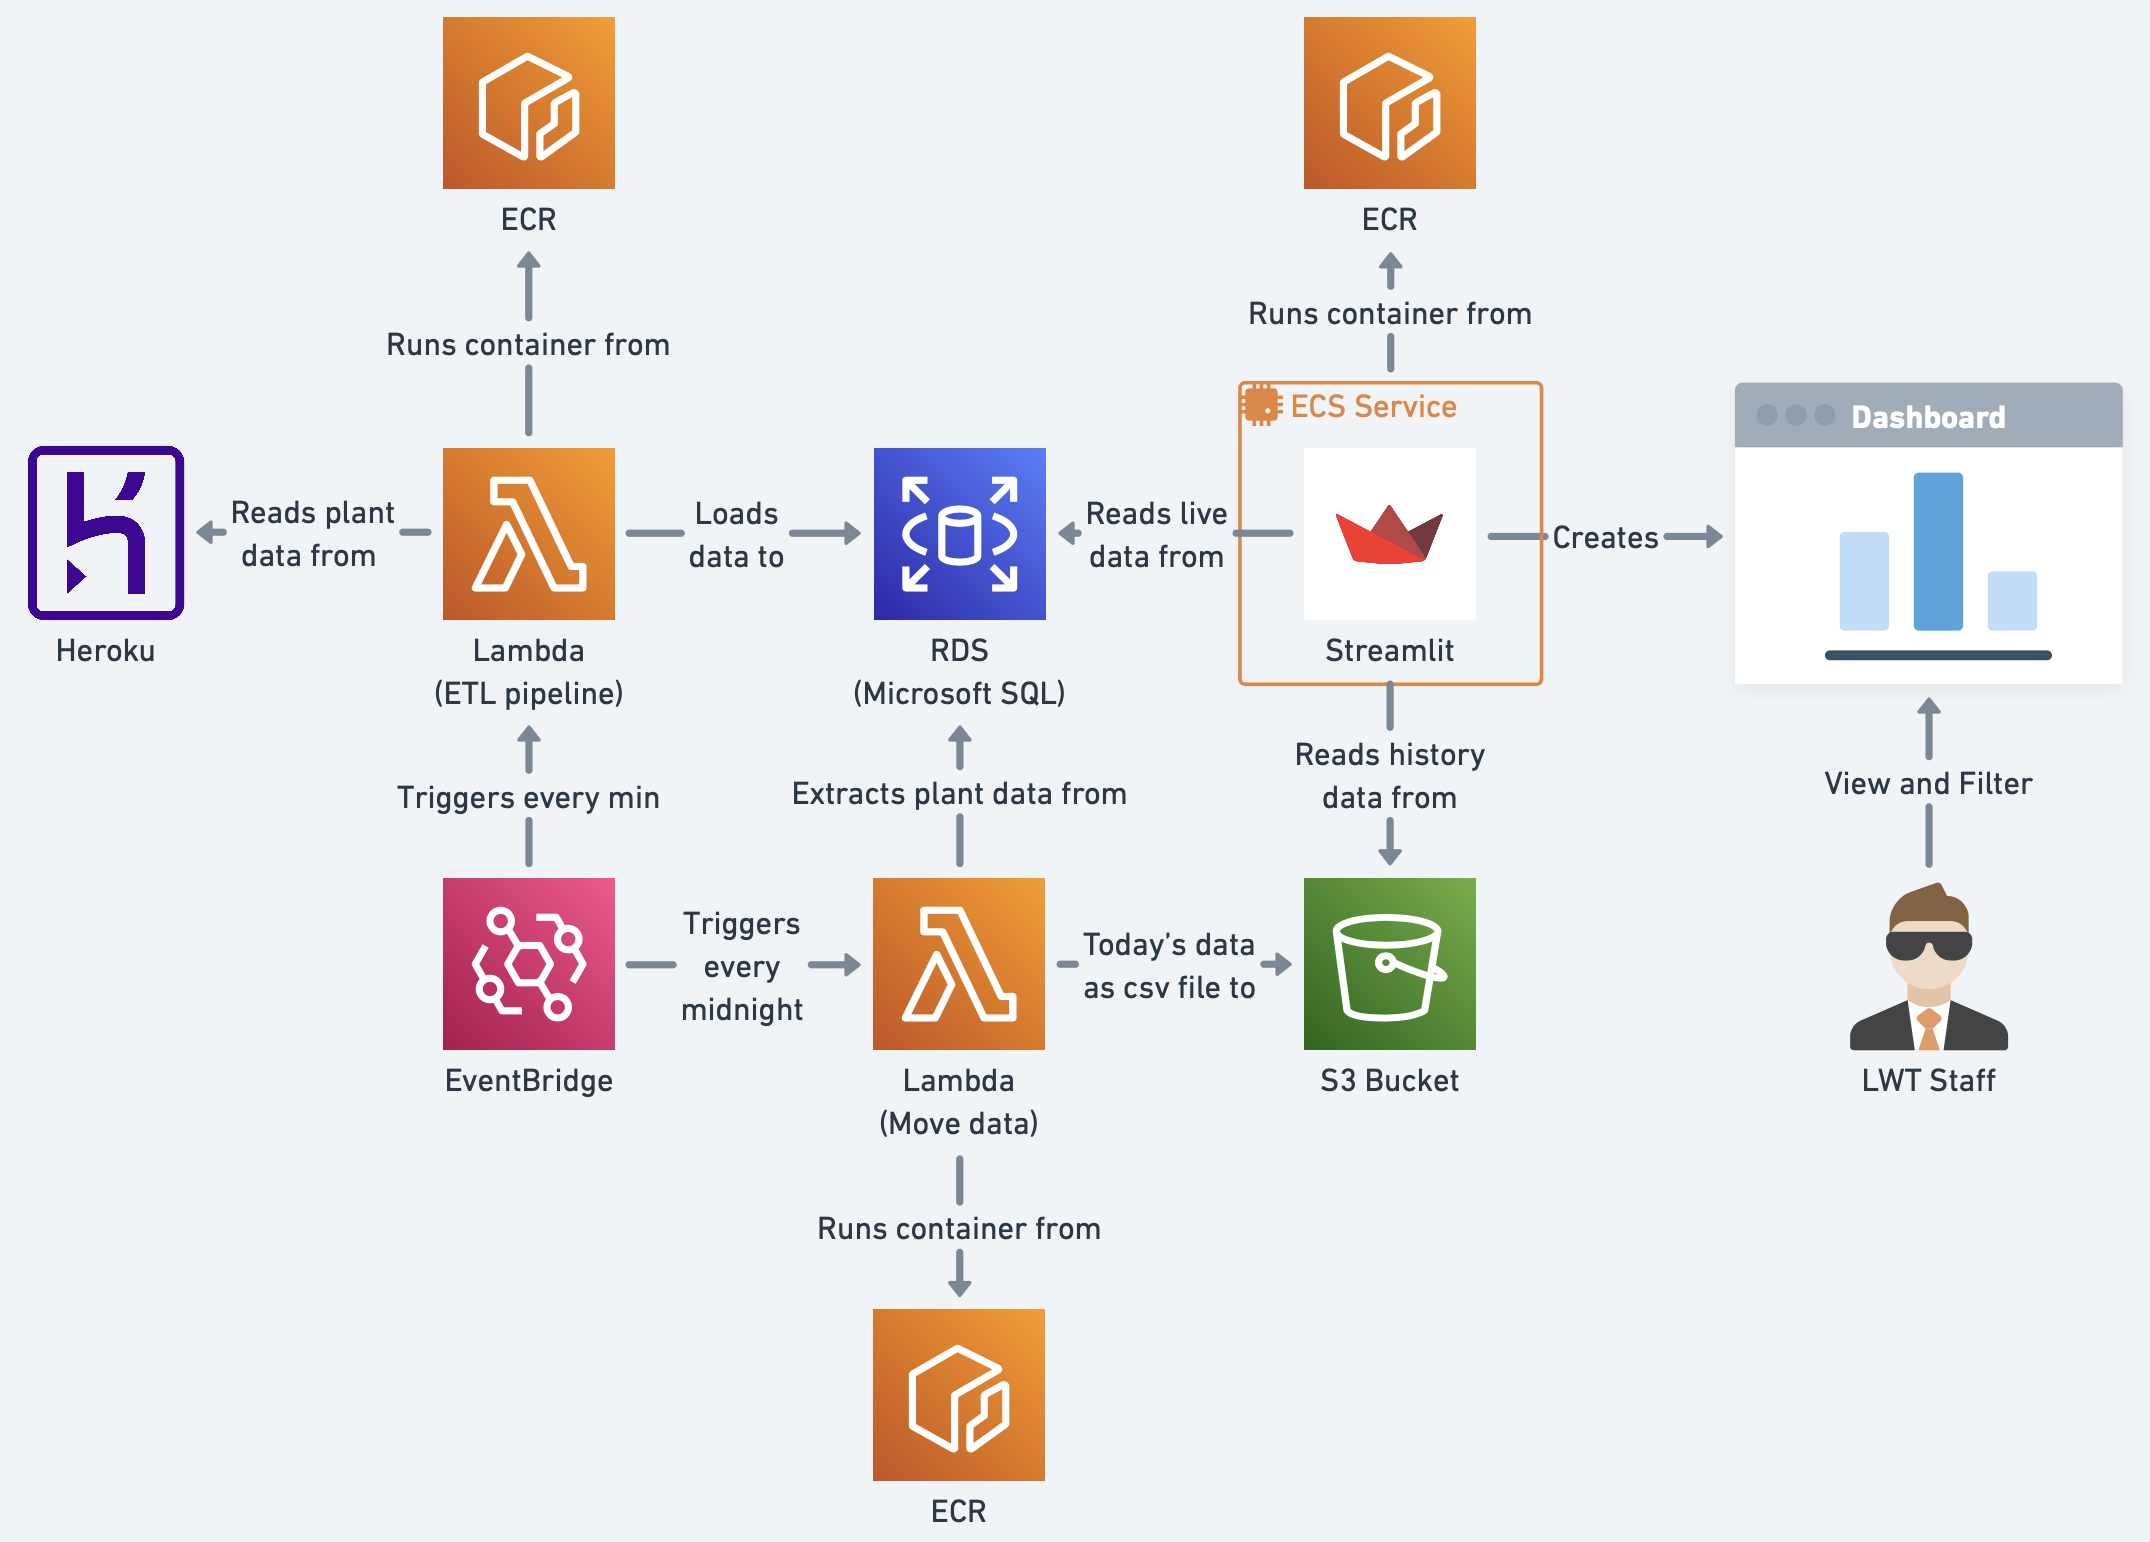 ECR
ECR
Runs container from
Runs container from
ECS Service
Dashboard
Reads plant
data from
Loads
data to
Reads live
data from
Creates
Heroku
Lambda
(ETL pipeline)
RDS
(Microsoft SQL)
Streamlit
Triggers every min
Extracts plant data from
Reads history
data from
View and Filter
Triggers
every
midnight
Today’s data
as csv file to
EventBridge
Lambda
(Move data)
S3 Bucket
LWT Staff
Runs container from
ECR